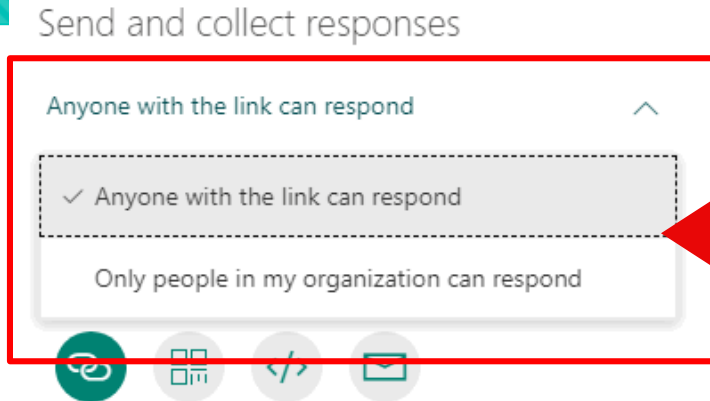 Send and collect responses
Anyone with the link can respond
Anyone with the link can respond
Only people in my organization can respond